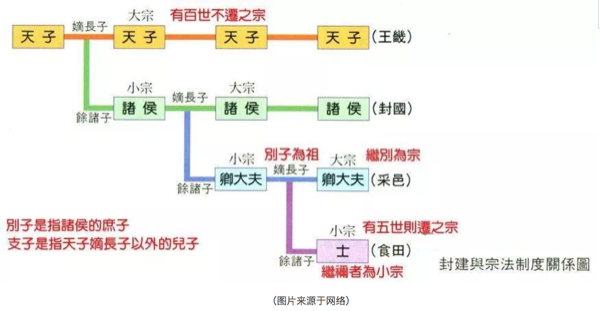 大宗
有百世不遷之宗
天子
嫡長子
天子
天子
天子
(王畿)
小宗
嫡長子
大宗
餘諸子
諸侯
諸侯
諸侯
(封國)
小宗
別子為祖
嫡長子
大宗
繼別為宗
餘諸子
卿大夫
卿大夫
(采邑)
別子是指諸侯的庶子
支子是指天子嫡長子以外的兒子
小宗
有五世則遷之宗
士
(食田)
餘諸子
繼禰者為小宗
封建與宗法制度關係圖
(图片来源于网络)